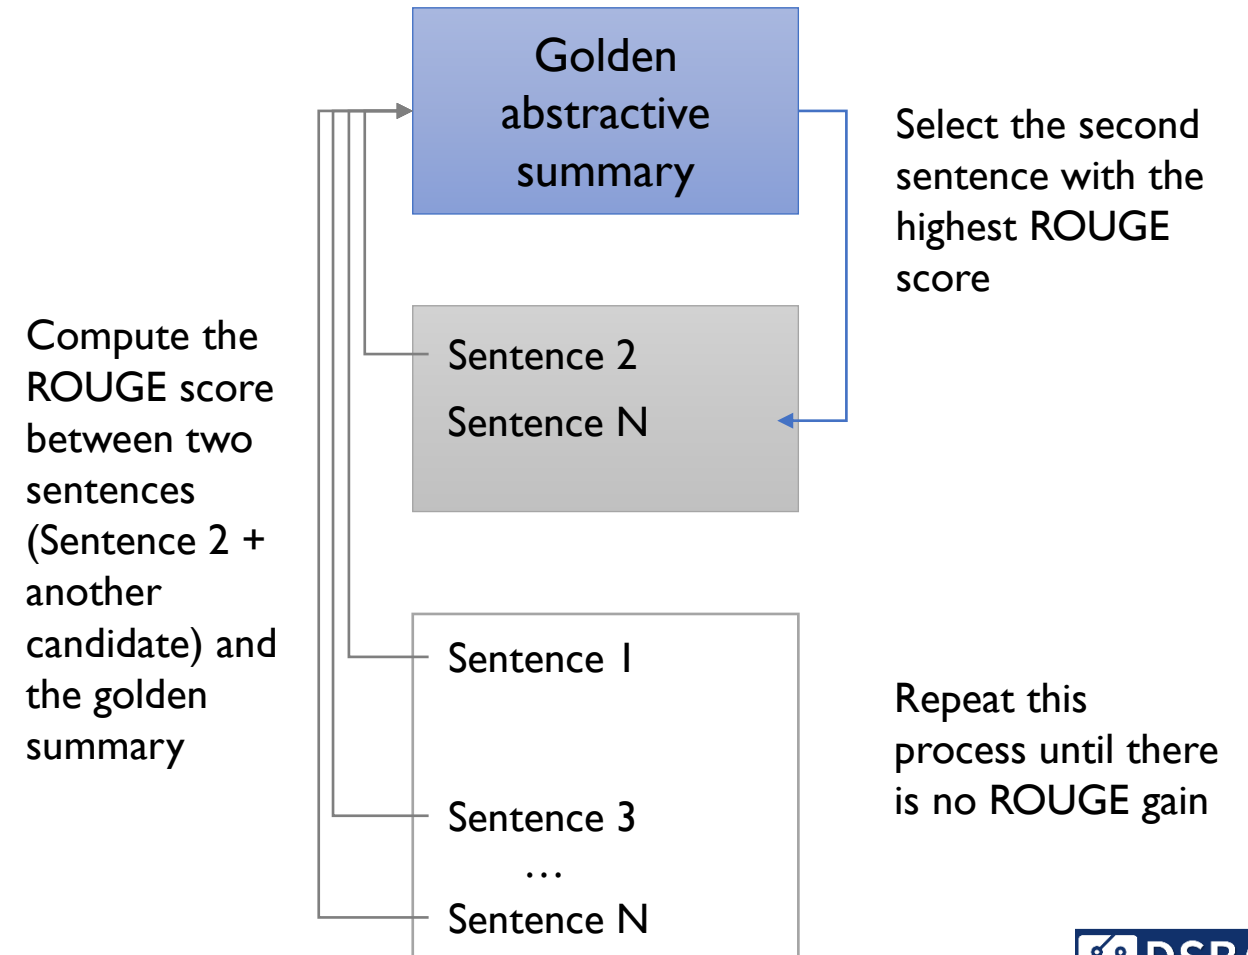 Golden
abstractive
summary
Select the second
sentence with the
highest ROUGE
score
Compute the
ROUGE score
between two
sentences
(Sentence 2 +
another
candidate) and
the golden
summary
Sentence 2
Sentence N
Sentence 1
Sentence 3
…
Sentence N
Repeat this
process until there
is no ROUGE gain